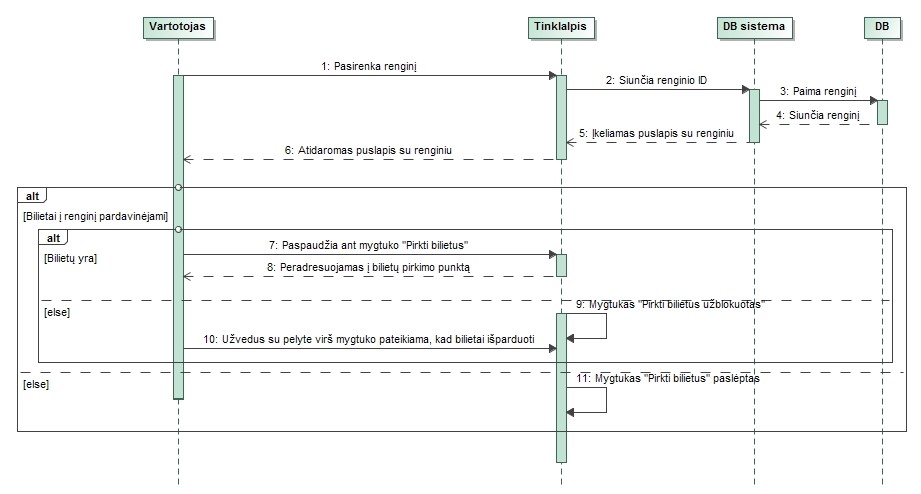 Vartotojas
Tinklalpis
DB sistema
DB
1: Pasirenka renginį
2: Siunčia renginio ID
3: Paima renginį
4: Siunčia renginį
5: Įkeliamas puslapis su renginiu
6: Atidaromas puslapis su renginiu
alt
[Bilietai į renginį pardavinėjami]
alt
7: Paspaudžia ant mygtuko "Pirkti bilietus"
[Bilietų yra]
8: Peradresuojamas į bilietų pirkimo punktą
[else]
9: Mygtukas "Pirkti bilietus užblokuotas"
10: Užvedus su pelyte virš mygtuko pateikiama, kad bilietai išparduoti
[else]
11: Mygtukas "Pirkti bilietus" paslėptas